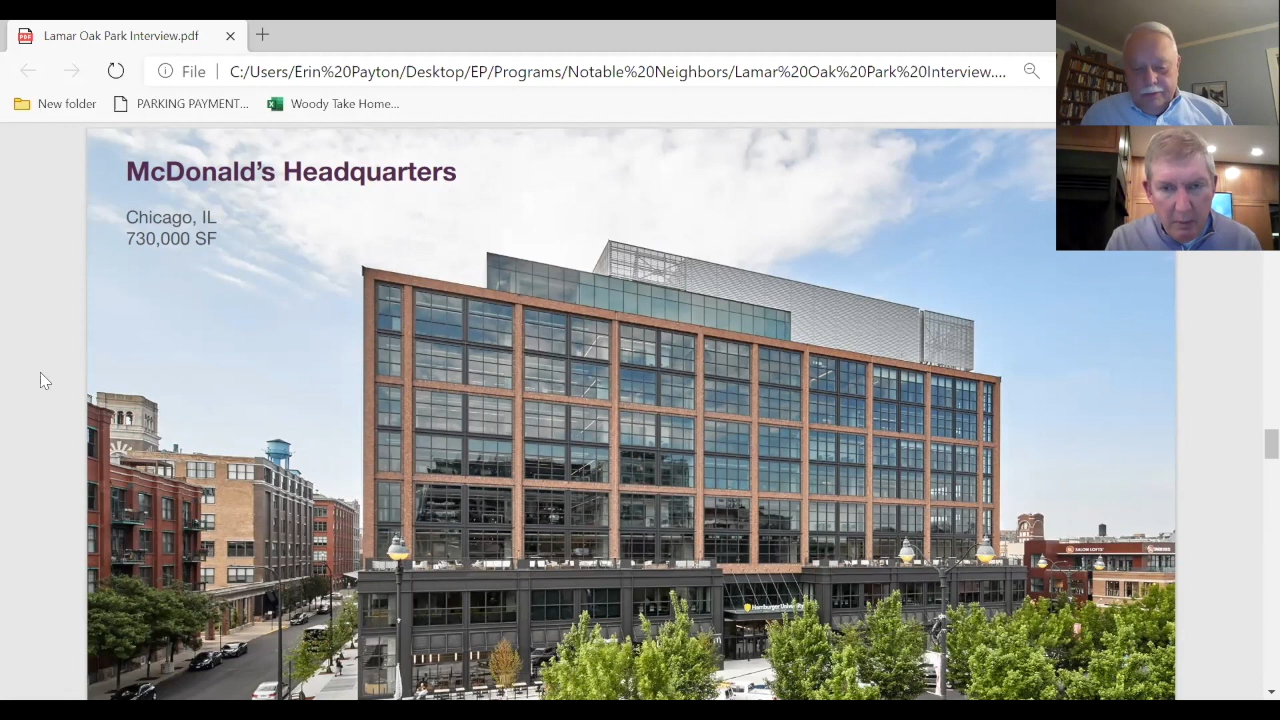 Lamar Oak Park Interview.pdf
File
C:/Users/Erin%20Payton/Desktop/EP/Programs/Notable%20Neighbors/Lamar%20Oak%20Park%20Interview....
New folder
PARKING PAYMENT...
Woody Take Home...
McDonald's Headquarters
Chicago, IL
730,000 SF
Hamburger